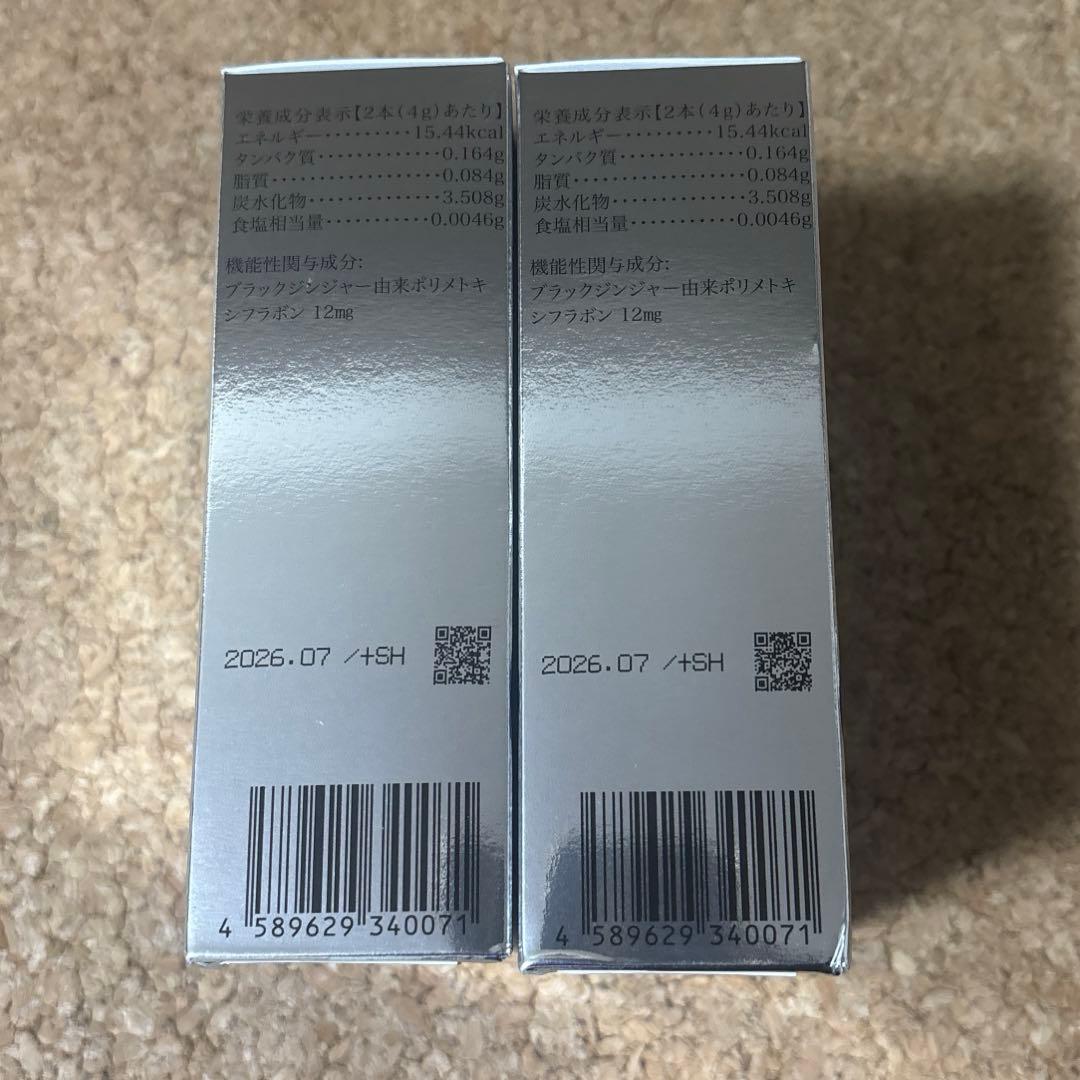 栄養成分表示【2本(4g)あたり】
エネルギー·········15.44kcal
タンパク質·············0.164g
脂質··················0.084g
炭水化物··············3.508g
食塩相当量···········0.0046g
機能性関与成分:
ブラックジンジャー由来ポリメトキ
シフラボン 12mg
2026.07 /+SH
4 589629 340071
栄養成分表示【2本(4g)あたり】
エネルギー·········15.44kcal
タンパク質·············0.164g
脂質··················0.084g
炭水化物··············3.508g
食塩相当量···········0.0046g
機能性関与成分:
ブラックジンジャー由来ポリメトキ
シフラボン 12mg
2026.07 /+SH
4 589629 340071